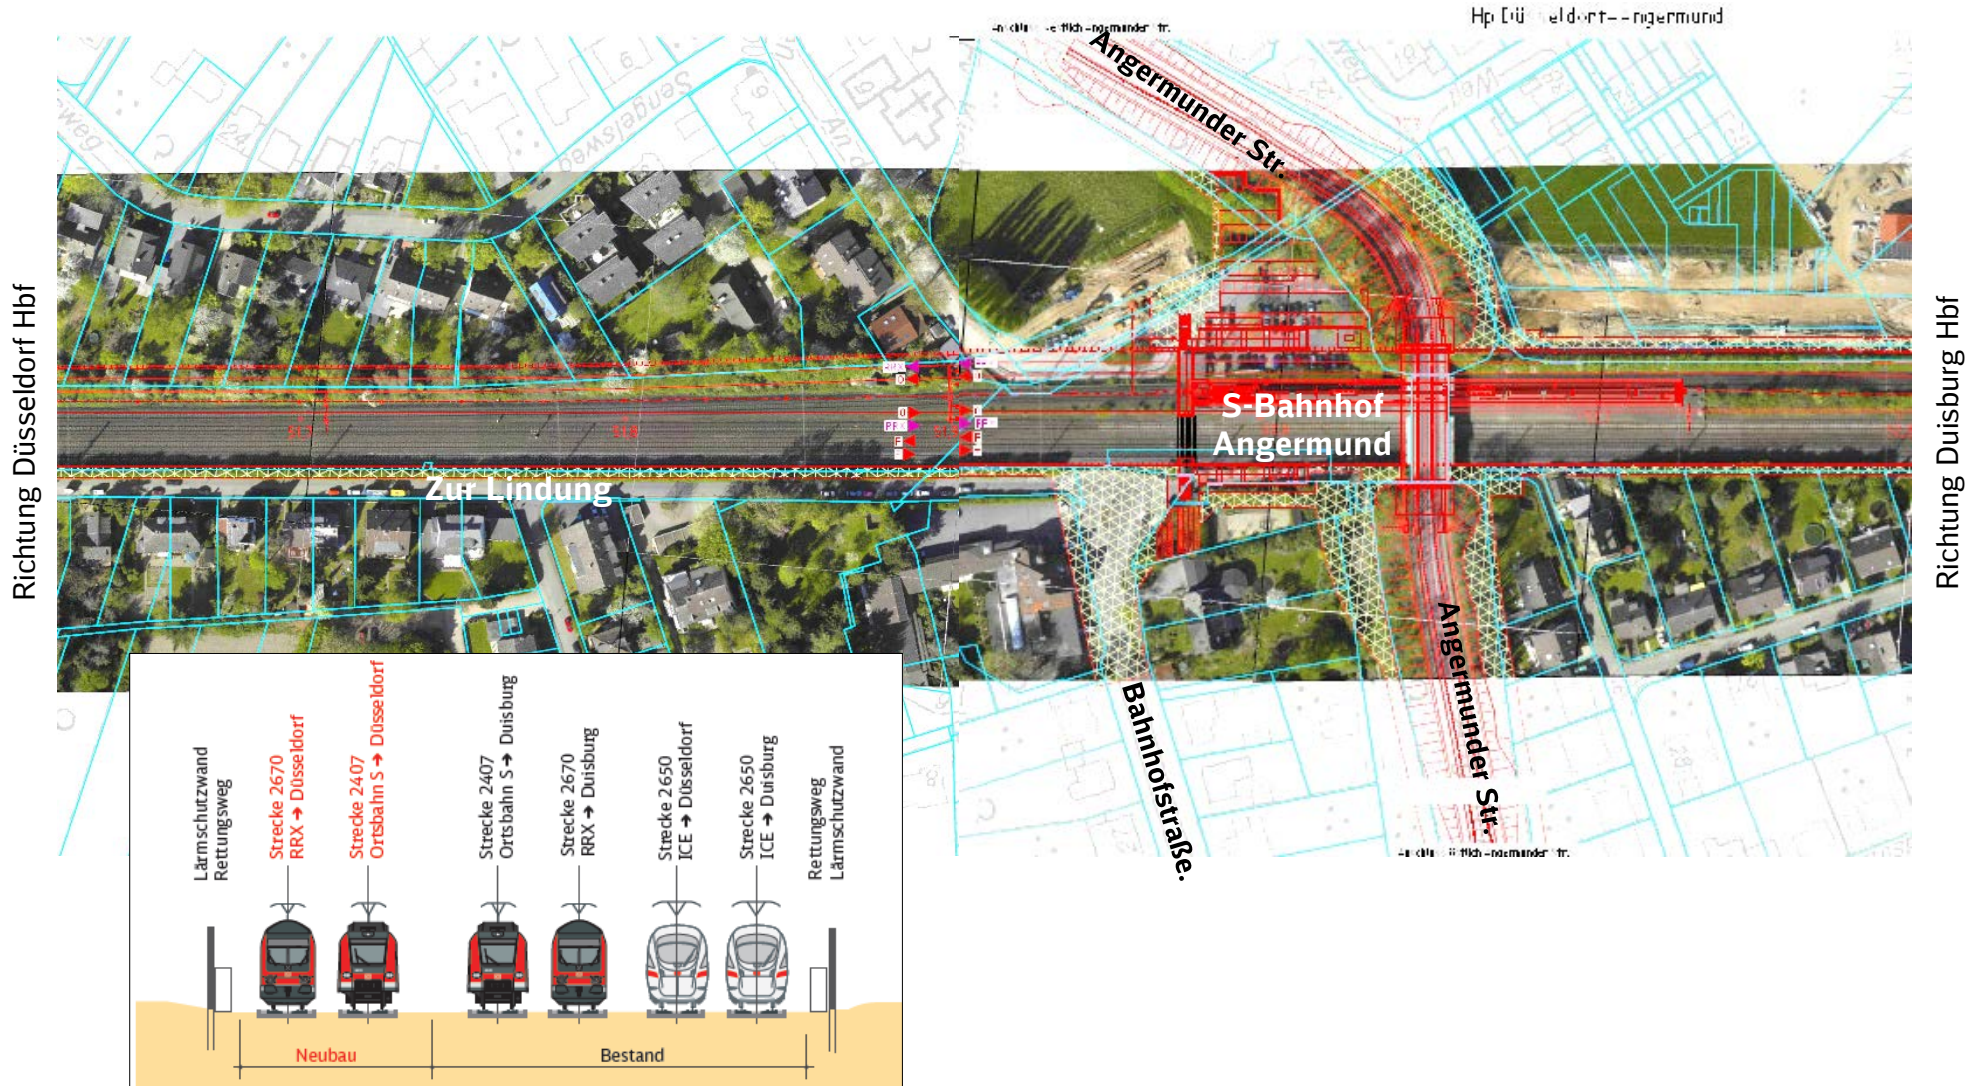 Angermunder Str.
Sengelsweg
Richtung Düsseldorf Hbf
Richtung Duisburg Hbf
S-Bahnhof
Angermund
Zur Lindung
Angermunder Str.
Bahnhofstraße.
Lärmschutzwand
Rettungsweg
Strecke 2670
RRX → Düsseldorf
Strecke 2407
Ortsbahn S → Düsseldorf
Strecke 2407
Ortsbahn S → Duisburg
Strecke 2670
RRX → Duisburg
Strecke 2650
ICE → Düsseldorf
Strecke 2650
ICE → Duisburg
Rettungsweg
Lärmschutzwand
Neubau
Bestand